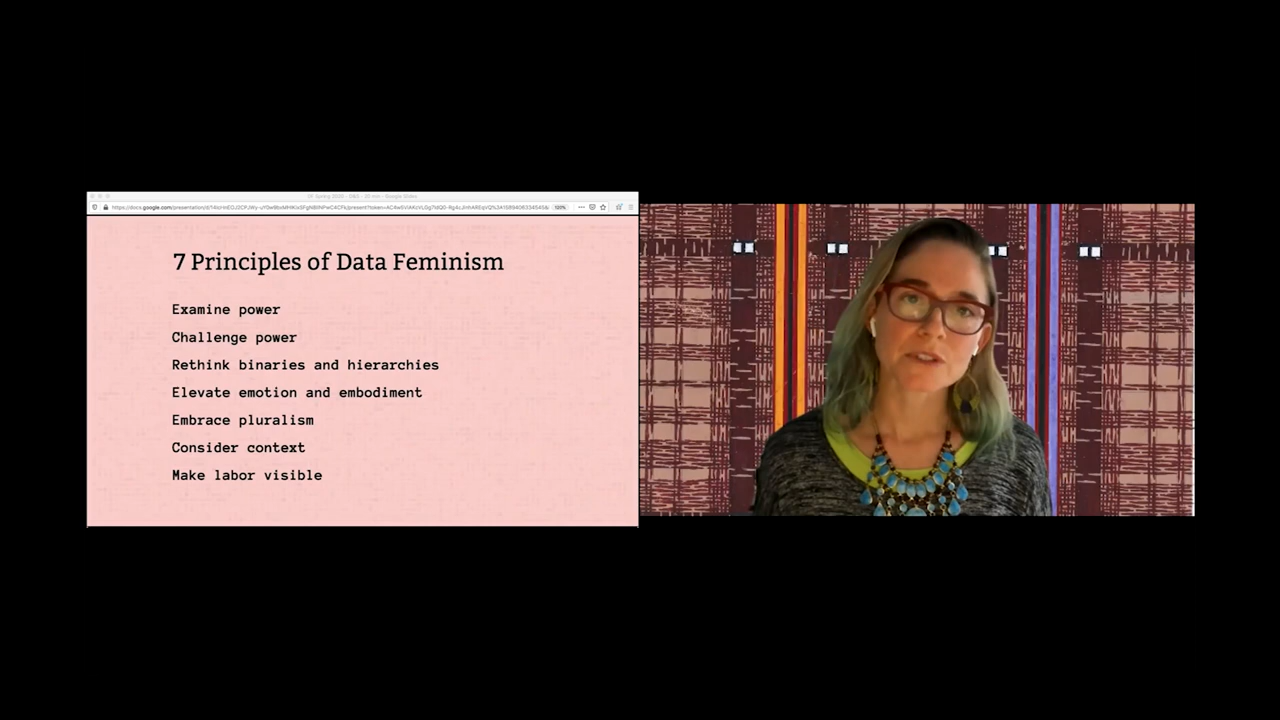 7 Principles of Data Feminism
Examine power
Challenge power
Rethink binaries and hierarchies
Elevate emotion and embodiment
Embrace pluralism
Consider context
Make labor visible
120%